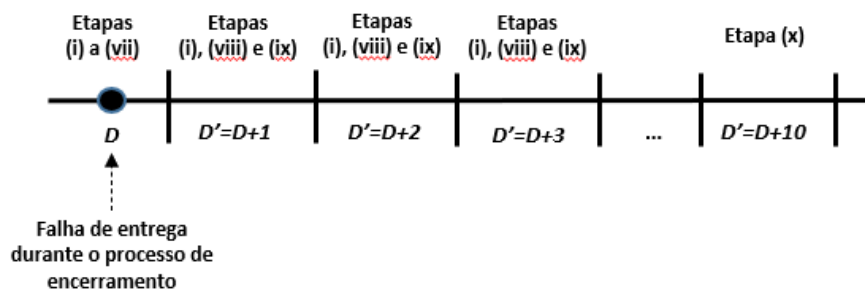 Etapas
(i) a (vii)
Etapas
(i), (viii) e (ix)
Etapas
(i), (viii) e (ix)
Etapas
(i), (viii) e (ix)
Etapa (x)
D
D'=D+1
D'=D+2
D'=D+3
...
D'=D+10
Falha de entrega
durante o processo de
encerramento